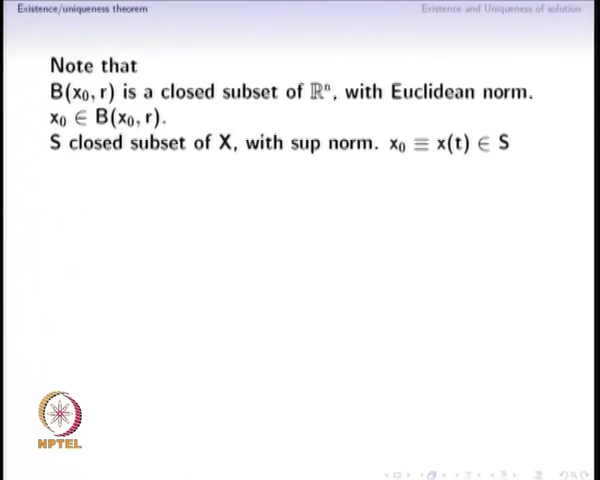 Existence/uniqueness theorem
Existence and Uniqueness of solution
Note that
B(x₀, r) is a closed subset of ℝⁿ, with Euclidean norm.
x₀ ∈ B(x₀, r).
S closed subset of X, with sup norm. x₀ ≡ x(t) ∈ S
NPTEL